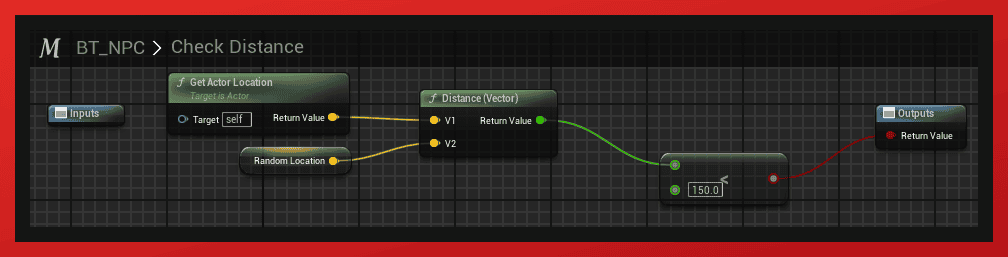 M BT_NPC > Check Distance
Inputs
f Get Actor Location
Target is Actor
Target self Return Value
Random Location
f Distance (Vector)
V1 Return Value
V2
<
150.0
Outputs
Return Value